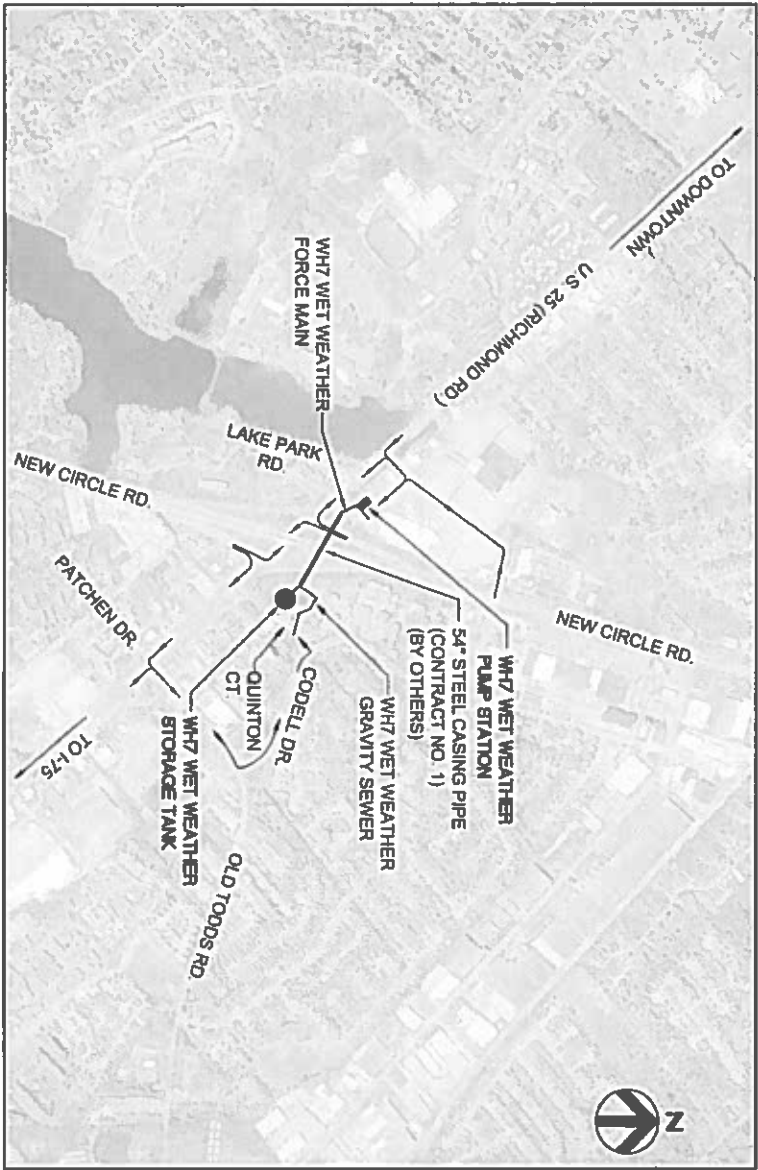 TO DOWNTOWN
U.S. 25 (RICHMOND RD.)
WH7 WET WEATHER
FORCE MAIN
LAKE PARK
RD.
NEW CIRCLE RD.
NEW CIRCLE RD.
PATCHEN DR.
WH7 WET WEATHER
PUMP STATION
54" STEEL CASING PIPE
(CONTRACT NO. 1)
(BY OTHERS)
WH7 WET WEATHER
GRAVITY SEWER
CODELL DR.
QUINTON
CT.
WH7 WET WEATHER
STORAGE TANK
TO I-75
OLD TODDS RD.
N